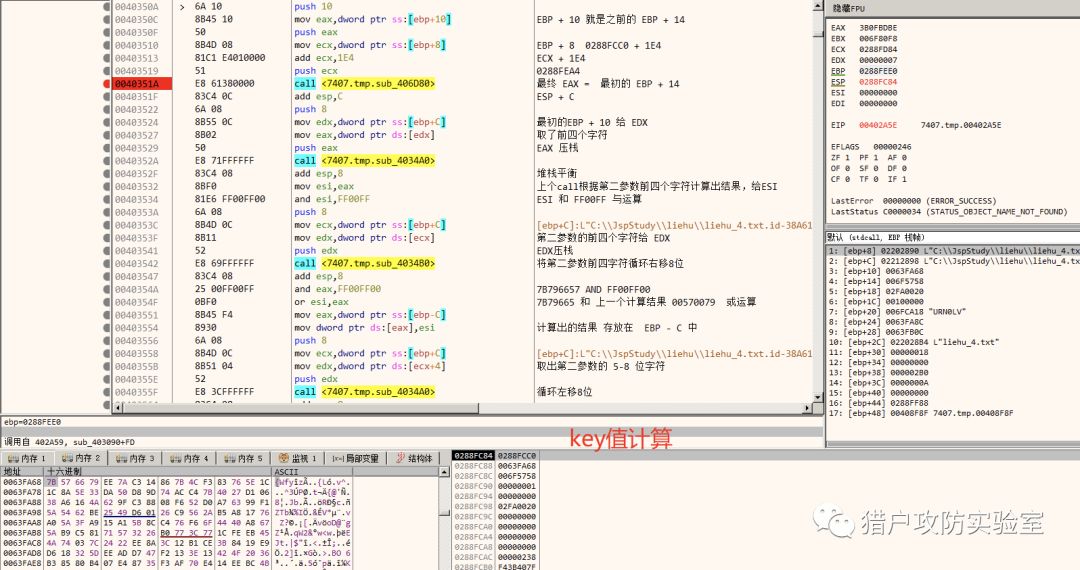 0040350A 6A 10 push 10
0040350C 8B45 10 mov eax,dword ptr ss:[ebp+10] EBP + 10 就是之前的 EBP + 14
0040350F 50 push eax
00403510 8B4D 08 mov ecx,dword ptr ss:[ebp+8] EBP + 8 0288FCC0 + 1E4
00403513 81C1 E4010000 add ecx,1E4 ECX + 1E4
00403519 51 push ecx 0288FEA4
0040351A E8 61380000 call <7407.tmp.sub_406D80> 最终 EAX = 最初的 EBP + 14
0040351F 83C4 0C add esp,C ESP + C
00403522 6A 08 push 8
00403524 8B55 0C mov edx,dword ptr ss:[ebp+C] 最初的EBP + 10 给 EDX
00403527 8B02 mov eax,dword ptr ds:[edx] 取了前四个字符
00403529 50 push eax EAX 压栈
0040352A E8 71FFFFFF call <7407.tmp.sub_4034A0>
0040352F 83C4 08 add esp,8 堆栈平衡
00403532 8BF0 mov esi,eax 上个call根据第二参数前四个字符计算出结果，给ESI
00403534 81E6 FF00FF00 and esi,FF00FF ESI 和 FF00FF 与运算
0040353A 6A 08 push 8
0040353C 8B4D 0C mov ecx,dword ptr ss:[ebp+C] [ebp+C]:L"C:\\JspStudy\\liehu\\liehu_4.txt.id-38A61
0040353F 8B11 mov edx,dword ptr ds:[ecx] 第二参数的前四个字符给 EDX
00403541 52 push edx EDX压栈
00403542 E8 69FFFFFF call <7407.tmp.sub_4034B0> 将第二参数前四字符循环右移8位
00403547 83C4 08 add esp,8
0040354A 25 00FF00FF and eax,FF00FF00 7B796657 AND FF00FF00
0040354F 0BF0 or esi,eax 7B79665 和 上一个计算结果 00570079 或运算
00403551 8B45 F4 mov eax,dword ptr ss:[ebp-C]
00403554 8930 mov dword ptr ds:[eax],esi 计算出的结果 存放在 EBP - C 中
00403556 6A 08 push 8
00403558 8B4D 0C mov ecx,dword ptr ss:[ebp+C] [ebp+C]:L"C:\\JspStudy\\liehu\\liehu_4.txt.id-38A61
0040355B 8B51 04 mov edx,dword ptr ds:[ecx+4] 取出第二参数的 5-8 位字符
0040355E 52 push edx
0040355F E8 3CFFFFFF call <7407.tmp.sub_4034A0> 循环左移8位
隐藏FPU
EAX 3B0FBDBE
EBX 006F80F8
ECX 0288FD84
EDX 00000007
EBP 0288FEE0
ESP 0288FC84
ESI 00000000
EDI 00000000
EIP 00402A5E 7407.tmp.00402A5E
EFLAGS 00000246
ZF 1 PF 1 AF 0
OF 0 SF 0 DF 0
CF 0 TF 0 IF 1
LastError 00000000 (ERROR_SUCCESS)
LastStatus C0000034 (STATUS_OBJECT_NAME_NOT_FOUND)
默认 (stdcall, EBP 栈帧)
1: [ebp+8] 02202890 L"C:\\JspStudy\\liehu\\liehu_4.tx
2: [ebp+C] 02212898 L"C:\\JspStudy\\liehu\\liehu_4.tx
3: [ebp+10] 0063FA68
4: [ebp+14] 006F5758
5: [ebp+18] 02FA0020
6: [ebp+1C] 00100000
7: [ebp+20] 006FCA18 "URN0LV"
8: [ebp+24] 0063FA8C
9: [ebp+28] 0063FB0C
10: [ebp+2C] 022028B4 L"liehu_4.txt"
11: [ebp+30] 00000018
12: [ebp+34] 00000000
13: [ebp+38] 000002B0
14: [ebp+3C] 0000000A
15: [ebp+40] 00000000
16: [ebp+44] 0288FF88
17: [ebp+48] 00408F8F 7407.tmp.00408F8F
ebp=0288FEE0
调用自 402A59, sub_403090+FD
key值计算
内存 1 内存 2 内存 3 内存 4 内存 5 监视 1 局部变量 结构体
地址 十六进制 ASCII
0063FA68 7B 57 66 79 EE 7A C3 14 86 7B 4C F3 83 76 5E 1C
0063FA78 1C 8A 5E 33 DA 50 D8 9D 74 AC C4 7B 40 27 D1 06
0063FA88 38 A6 16 4A 62 9F C3 88 08 F6 52 D0 A7 63 99 F1
0063FA98 5A 54 62 BE 25 49 D6 01 26 C9 56 2A B5 A8 17 76
0063FAA8 5A 3F 4A 09 15 A1 5B 8C C4 76 F6 6F 44 40 A8 67
0063FAB8 5A B9 C5 81 71 57 32 26 B0 77 3C 77 1C FE EB 45
0063FAC8 4A 74 03 7C 24 22 EE 8A 3C 12 B1 CE 3B 84 19 E9
0063FAD8 D6 18 32 5D EE AD D7 47 F2 13 3E 13 42 4F 20 36
0063FAE8 B3 85 80 B4 07 E4 87 35 F3 AF 70 E4 14 EE BC 48
0288FC84 0288FCC0
0288FC88 0063FA68
0288FC8C 006F5758
0288FC90 00000001
0288FC94 00000000
0288FC98 02FA0020
0288FC9C 00000000
0288FCA0 00000000
0288FCA4 00000000
0288FCA8 00000000
0288FCAC 00000238
0288FCB0 F43B407F
猎户攻防实验室